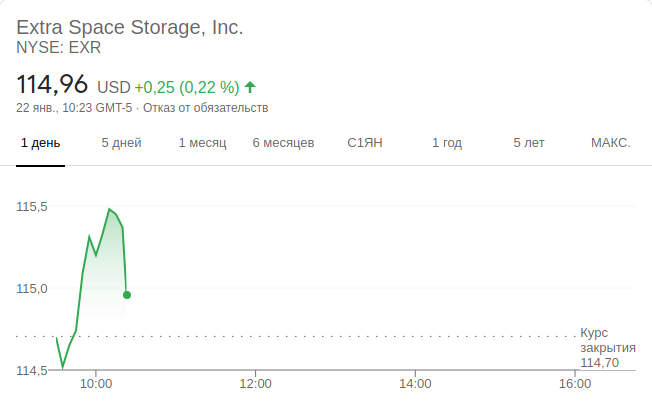 Extra Space Storage, Inc.
NYSE: EXR
114,96 USD +0,25 (0,22 %)
22 янв., 10:23 GMT-5 · Отказ от обязательств
1 день 5 дней 1 месяц 6 месяцев С1ЯН 1 год 5 лет МАКС.
115,5
115,0
Курс
закрытия
114,70
114,5
10:00 12:00 14:00 16:00